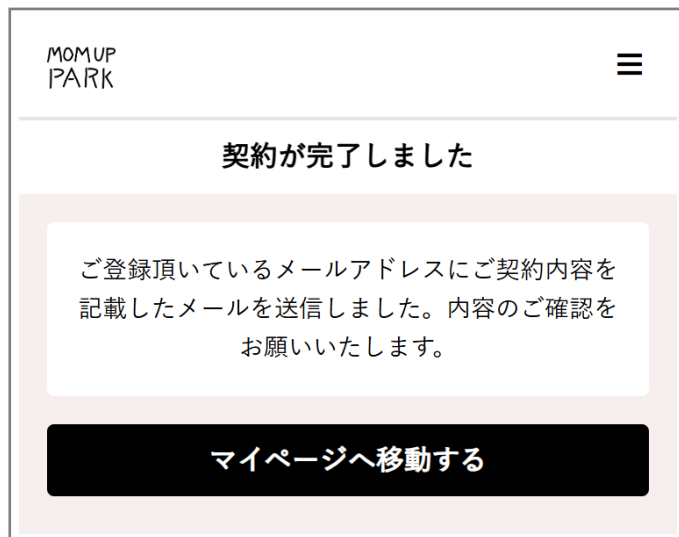 MOM UP
PARK
契約が完了しました
ご登録頂いているメールアドレスにご契約内容を
記載したメールを送信しました。内容のご確認を
お願いいたします。
マイページへ移動する